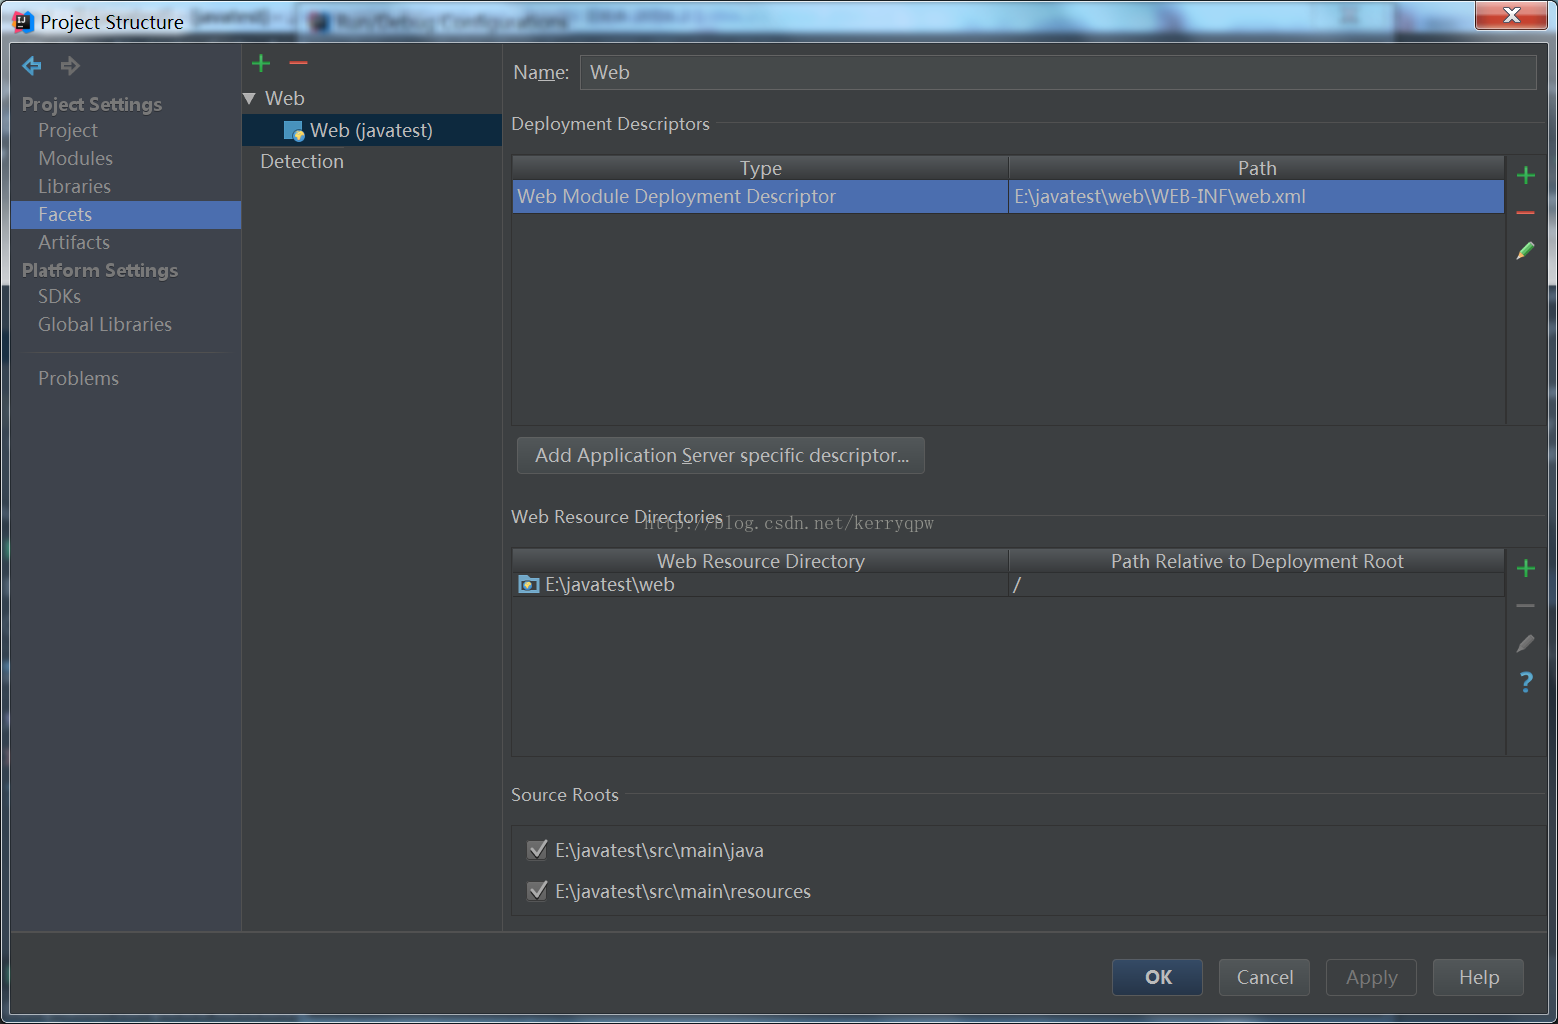 Project Structure
Project Settings
Project
Modules
Libraries
Facets
Artifacts
Platform Settings
SDKs
Global Libraries
Problems
Web
Web (javatest)
Detection
Name: Web
Deployment Descriptors
Type Path
Web Module Deployment Descriptor E:\javatest\web\WEB-INF\web.xml
Add Application Server specific descriptor...
Web Resource Directories
http://blog.csdn.net/kerryqpw
Web Resource Directory Path Relative to Deployment Root
E:\javatest\web /
Source Roots
E:\javatest\src\main\java
E:\javatest\src\main\resources
OK Cancel Apply Help